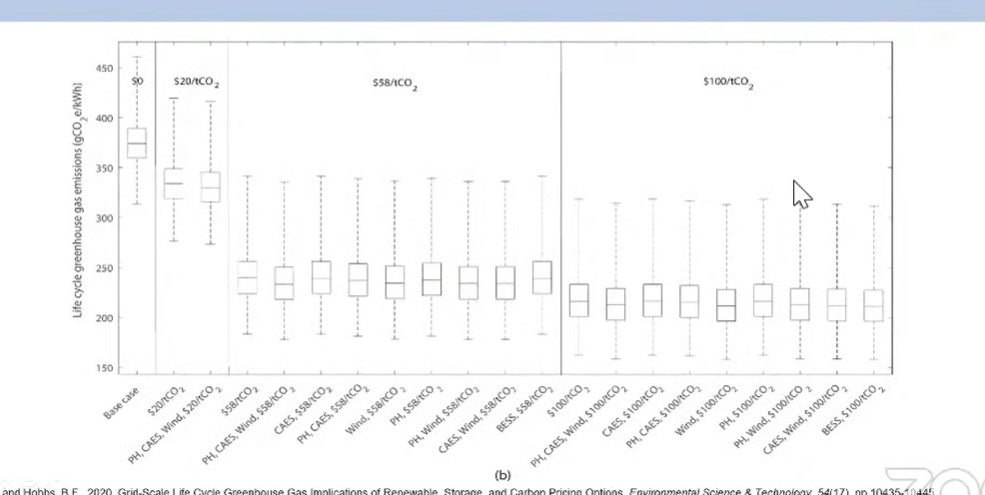 $0
$20/tCO2
$58/tCO2
$100/tCO2
Life cycle greenhouse gas emissions (gCO2e/kWh)
450
400
350
300
250
200
150
Base case
$20/tCO2
PH, CAES, Wind, $20/tCO2
$58/tCO2
PH, CAES, Wind, $58/tCO2
CAES, $58/tCO2
PH, CAES, $58/tCO2
Wind, $58/tCO2
PH, $58/tCO2
PH, Wind, $58/tCO2
CAES, Wind, $58/tCO2
BESS, $58/tCO2
$100/tCO2
PH, CAES, Wind, $100/tCO2
CAES, $100/tCO2
PH, CAES, $100/tCO2
Wind, $100/tCO2
PH, $100/tCO2
PH, Wind, $100/tCO2
CAES, Wind, $100/tCO2
BESS, $100/tCO2
(b)
and Hobbs, B.F., 2020. Grid-Scale Life Cycle Greenhouse Gas Implications of Renewable, Storage, and Carbon Pricing Options. Environmental Science & Technology, 54(17), pp.10435-10445.